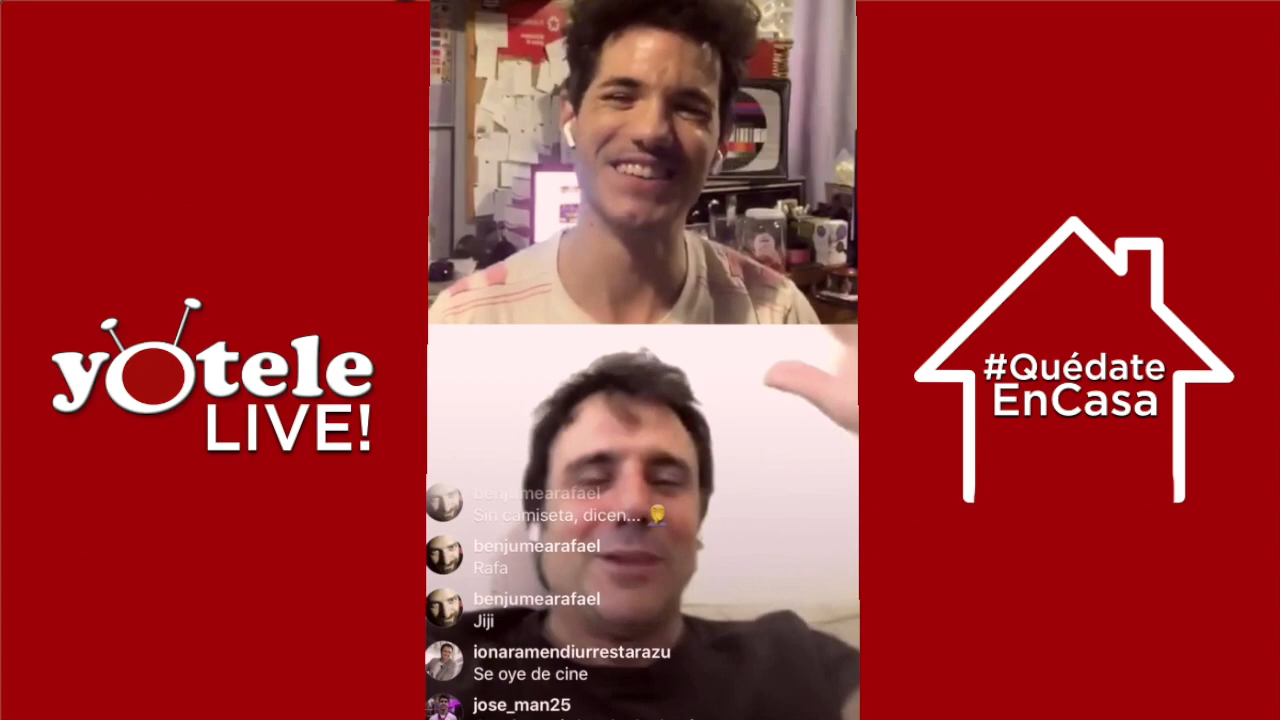 yotele
LIVE!
benjumearafael
Sin camiseta, dicen... 🤦‍♂️
benjumearafael
Rafa
benjumearafael
Jiji
ionaramendiurrestarazu
Se oye de cine
jose_man25
#Quédate
EnCasa